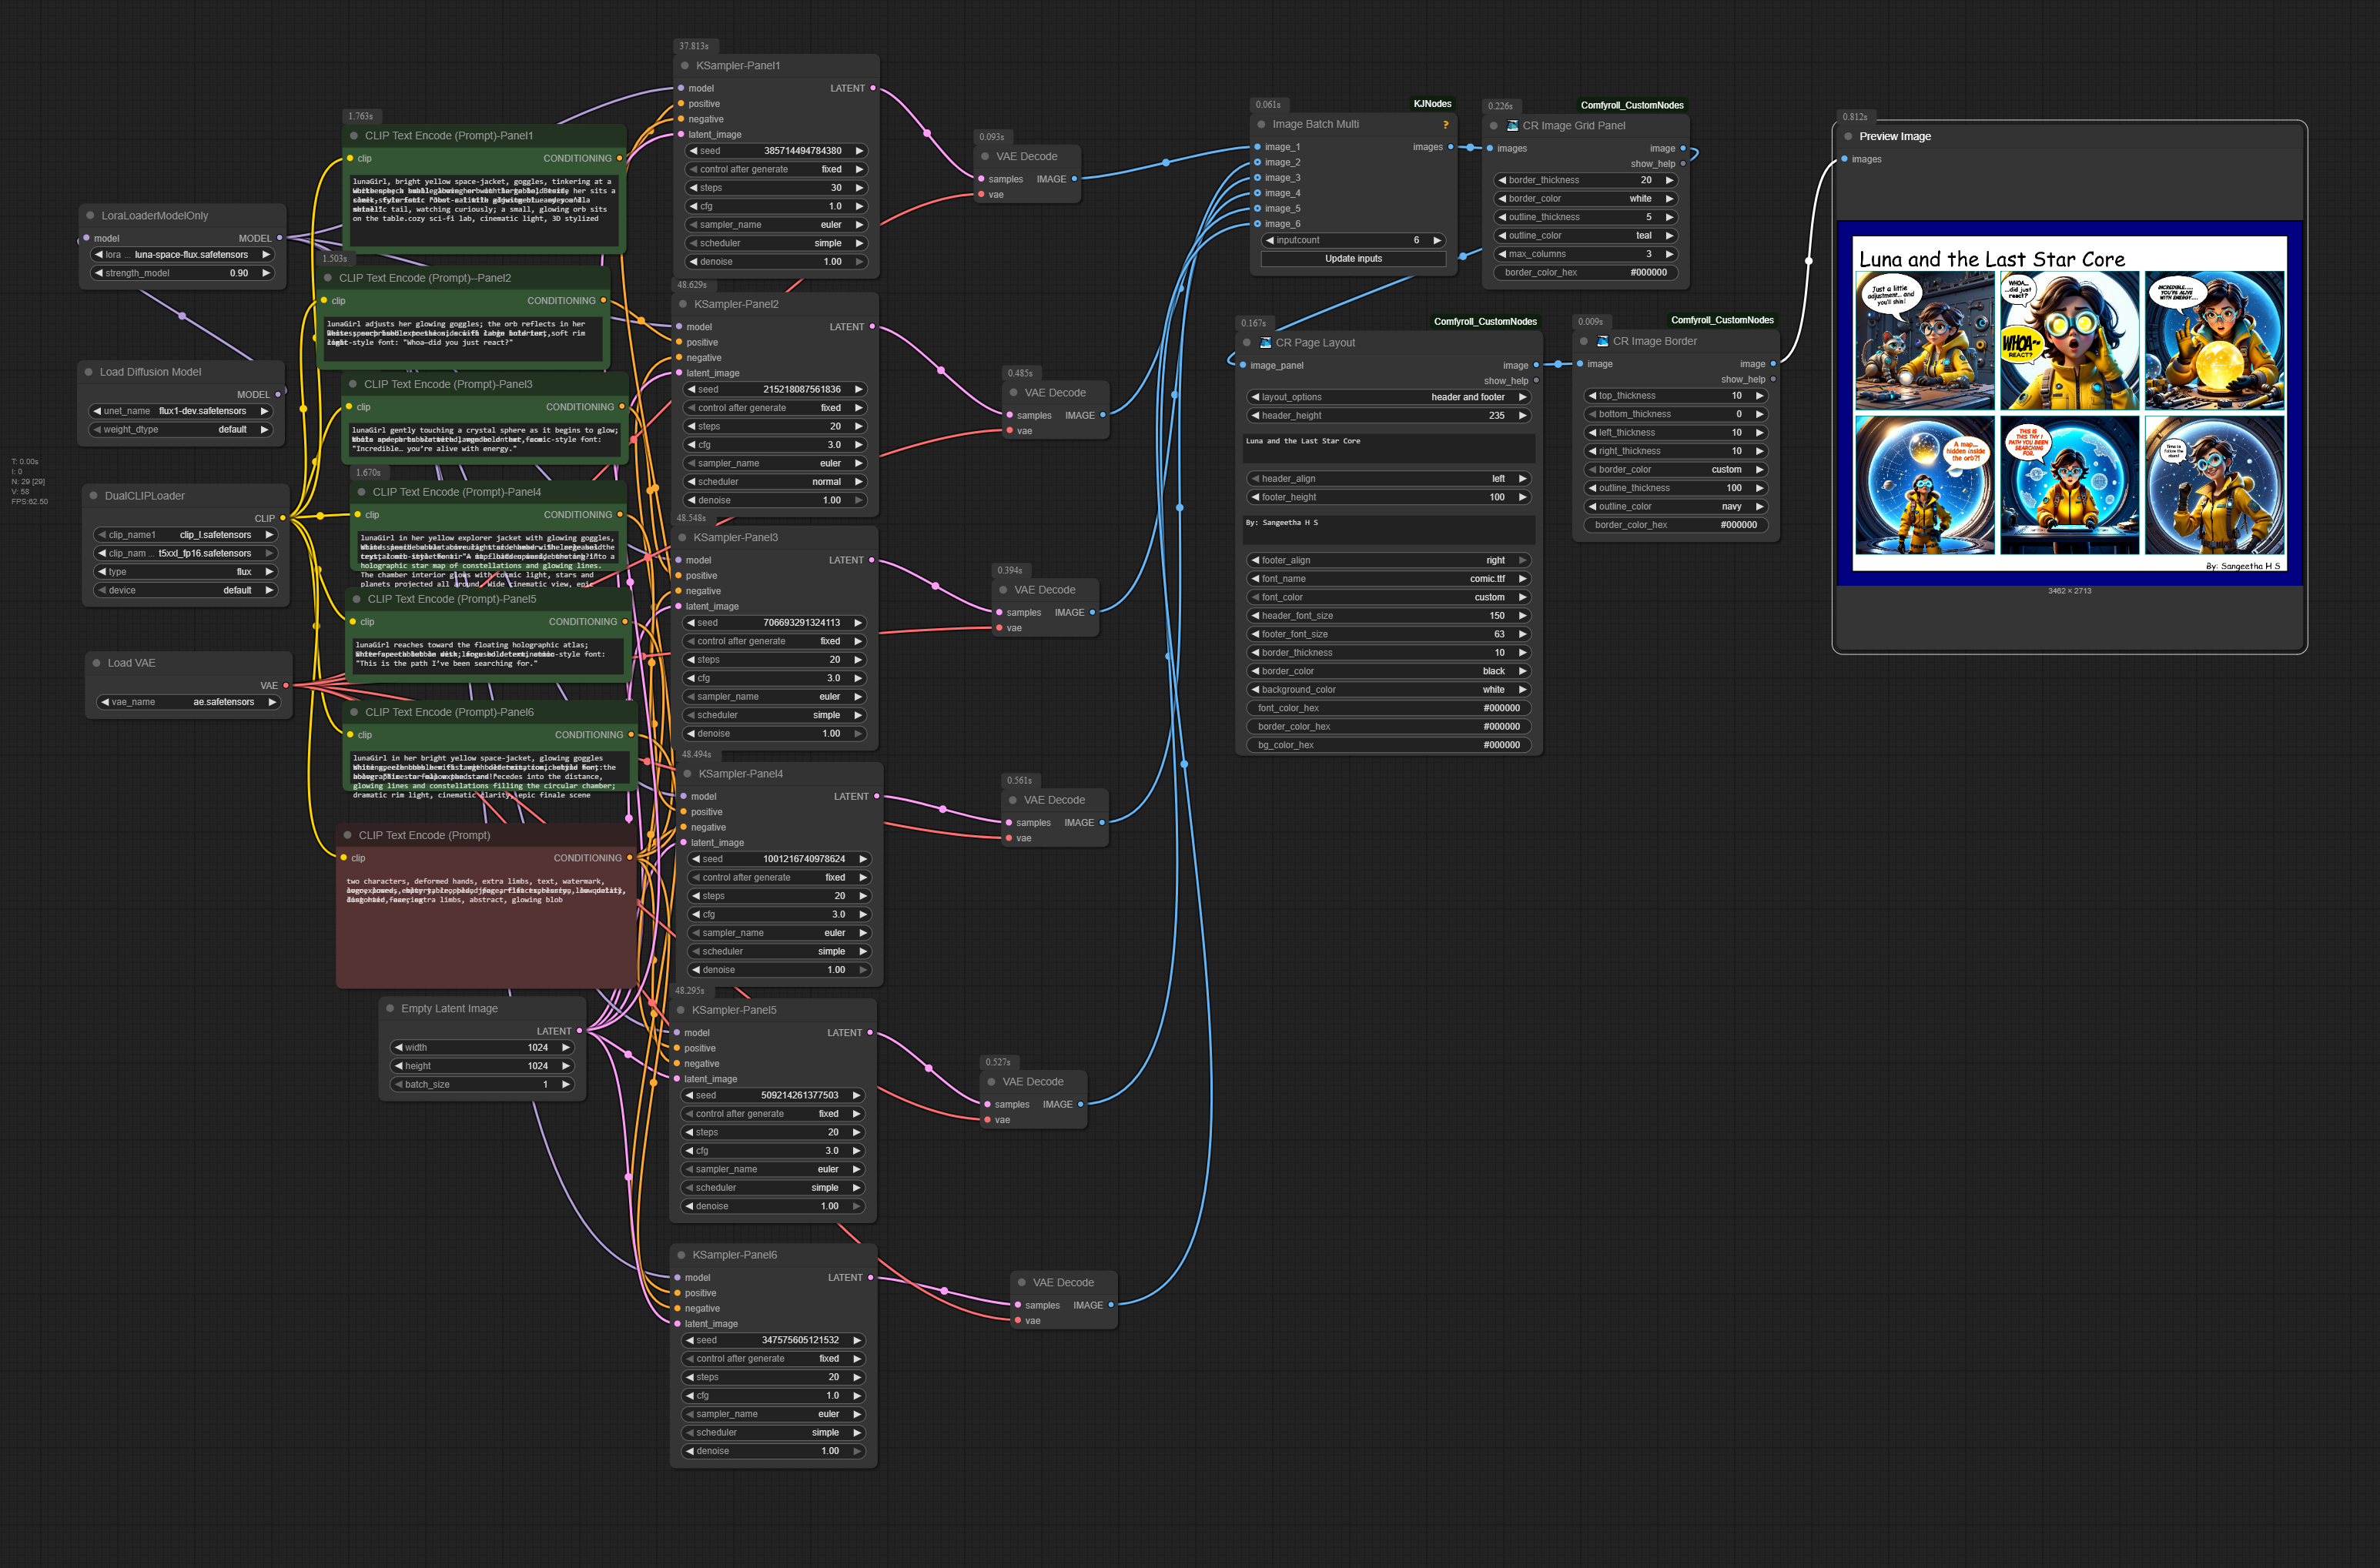 T: 0.00s
I: 0
N: 29 [29]
V: 58
FPS:62.50
LoraLoaderModelOnly
model MODEL
lora ... luna-space-flux.safetensors
strength_model 0.90
Load Diffusion Model
MODEL
unet_name flux1-dev.safetensors
weight_dtype default
DualCLIPLoader
CLIP
clip_name1 clip_l.safetensors
clip_nam ... t5xxl_fp16.safetensors
type flux
device default
Load VAE
VAE
vae_name ae.safetensors
1.763s
CLIP Text Encode (Prompt)-Panel1
clip CONDITIONING
lunaGirl, bright yellow space-jacket, goggles, tinkering at a
metallic tail, watching curiously; a small, glowing orb sits
on the table.cozy sci-fi lab, cinematic light, 3D stylized
1.503s
CLIP Text Encode (Prompt)--Panel2
clip CONDITIONING
lunaGirl adjusts her glowing goggles; the orb reflects in her
comic-style font: "Whoa—did you just react?"
CLIP Text Encode (Prompt)-Panel3
clip CONDITIONING
lunaGirl gently touching a crystal sphere as it begins to glow;
"Incredible… you're alive with energy."
1.670s
CLIP Text Encode (Prompt)-Panel4
clip CONDITIONING
lunaGirl in her yellow explorer jacket with glowing goggles,
holographic star map of constellations and glowing lines.
The chamber interior glows with cosmic light, stars and
planets projected all around. Wide cinematic view, epic
CLIP Text Encode (Prompt)-Panel5
clip CONDITIONING
lunaGirl reaches toward the floating holographic atlas;
"This is the path I've been searching for."
CLIP Text Encode (Prompt)-Panel6
clip CONDITIONING
lunaGirl in her bright yellow space-jacket, glowing goggles
glowing lines and constellations filling the circular chamber;
dramatic rim light, cinematic clarity, epic finale scene
CLIP Text Encode (Prompt)
clip CONDITIONING
two characters, deformed hands, extra limbs, text, watermark,
extra limbs, abstract, glowing blob
Empty Latent Image
LATENT
width 1024
height 1024
batch_size 1
37.813s
KSampler-Panel1
model LATENT
positive
negative
latent_image
seed 385714494784380
control after generate fixed
steps 30
cfg 1.0
sampler_name euler
scheduler simple
denoise 1.00
48.629s
KSampler-Panel2
model LATENT
positive
negative
latent_image
seed 215218087561836
control after generate fixed
steps 20
cfg 3.0
sampler_name euler
scheduler normal
denoise 1.00
48.548s
KSampler-Panel3
model LATENT
positive
negative
latent_image
seed 706693291324113
control after generate fixed
steps 20
cfg 3.0
sampler_name euler
scheduler simple
denoise 1.00
48.494s
KSampler-Panel4
model LATENT
positive
negative
latent_image
seed 1001216740978624
control after generate fixed
steps 20
cfg 3.0
sampler_name euler
scheduler simple
denoise 1.00
48.295s
KSampler-Panel5
model LATENT
positive
negative
latent_image
seed 509214261377503
control after generate fixed
steps 20
cfg 3.0
sampler_name euler
scheduler simple
denoise 1.00
KSampler-Panel6
model LATENT
positive
negative
latent_image
seed 347575605121532
control after generate fixed
steps 20
cfg 1.0
sampler_name euler
scheduler simple
denoise 1.00
0.093s
VAE Decode
samples IMAGE
vae
0.485s
VAE Decode
samples IMAGE
vae
0.394s
VAE Decode
samples IMAGE
vae
0.561s
VAE Decode
samples IMAGE
vae
0.527s
VAE Decode
samples IMAGE
vae
VAE Decode
samples IMAGE
vae
0.061s KJNodes
Image Batch Multi ?
image_1 images
image_2
image_3
image_4
image_5
image_6
inputcount 6
Update inputs
0.226s Comfyroll_CustomNodes
CR Image Grid Panel
images image
show_help
border_thickness 20
border_color white
outline_thickness 5
outline_color teal
max_columns 3
border_color_hex #000000
0.167s Comfyroll_CustomNodes
CR Page Layout
image_panel image
show_help
layout_options header and footer
header_height 235
Luna and the Last Star Core
header_align left
footer_height 100
By: Sangeetha H S
footer_align right
font_name comic.ttf
font_color custom
header_font_size 150
footer_font_size 63
border_thickness 10
border_color black
background_color white
font_color_hex #000000
border_color_hex #000000
bg_color_hex #000000
0.009s Comfyroll_CustomNodes
CR Image Border
image image
show_help
top_thickness 10
bottom_thickness 0
left_thickness 10
right_thickness 10
border_color custom
outline_thickness 100
outline_color navy
border_color_hex #000000
0.812s
Preview Image
images
Luna and the Last Star Core
Just a little
adjustment... and
you'll shin!
WHOA...
...did just
react?
WHOA
REACT?
INCREDIBLE.....
YOU'RE ALIVE
WITH ENERGY....
A map...
hidden inside
the orb?!
THIS IS
THIS THY I
PATH YOU BEEN
SEARCHING
FOIL
Time to
follow the
stars!
By: Sangeetha H S
3462 × 2713